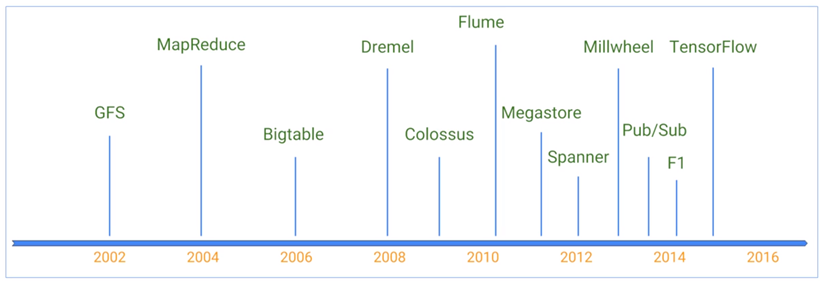 Flume
MapReduce
Dremel
Millwheel
TensorFlow
GFS
Megastore
Bigtable
Colossus
Pub/Sub
Spanner
F1
2002
2004
2006
2008
2010
2012
2014
2016